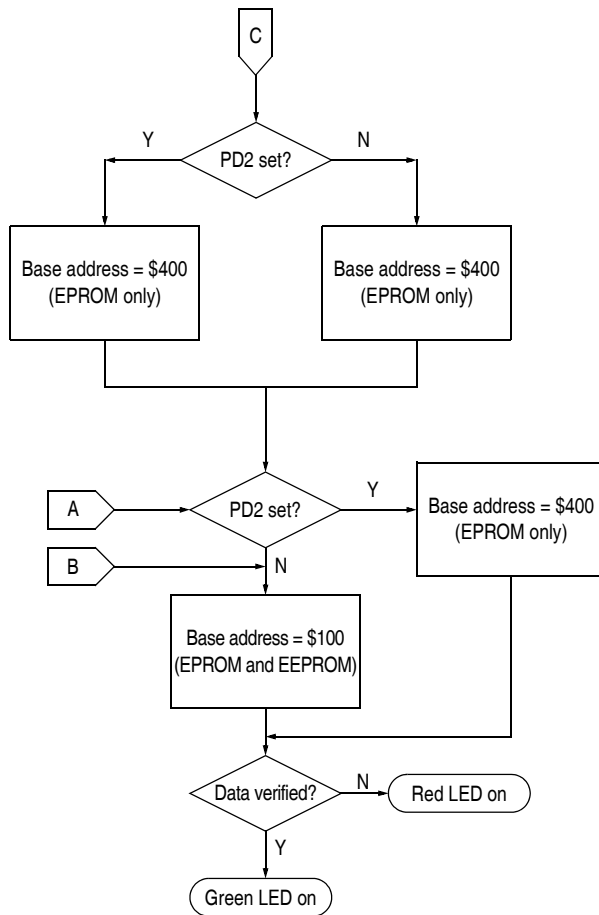 C
Y
N
PD2 set?
Base address = $400
(EPROM only)
Base address = $400
(EPROM only)
A
PD2 set?
Y
Base address = $400
(EPROM only)
B
N
Base address = $100
(EPROM and EEPROM)
Data verified?
N
Red LED on
Y
Green LED on